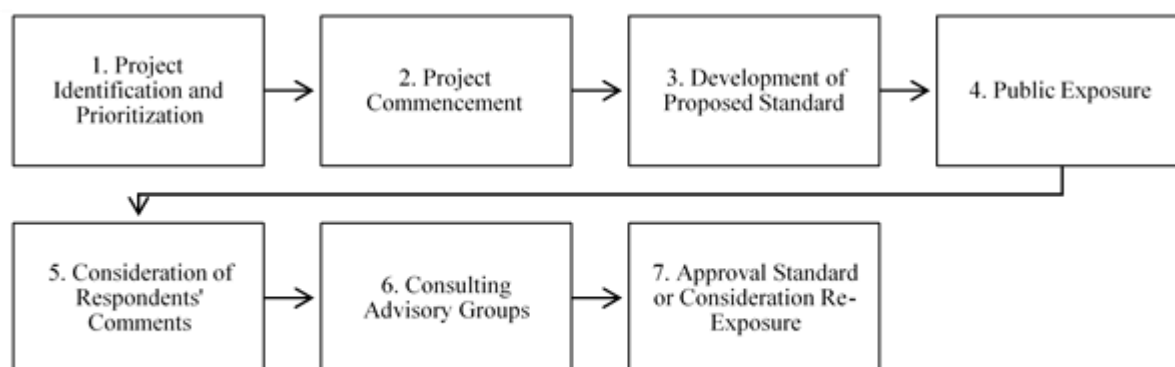 1. Project
Identification and
Prioritization
2. Project
Commencement
3. Development of
Proposed Standard
4. Public Exposure
5. Consideration of
Respondents'
Comments
6. Consulting
Advisory Groups
7. Approval Standard
or Consideration Re-
Exposure